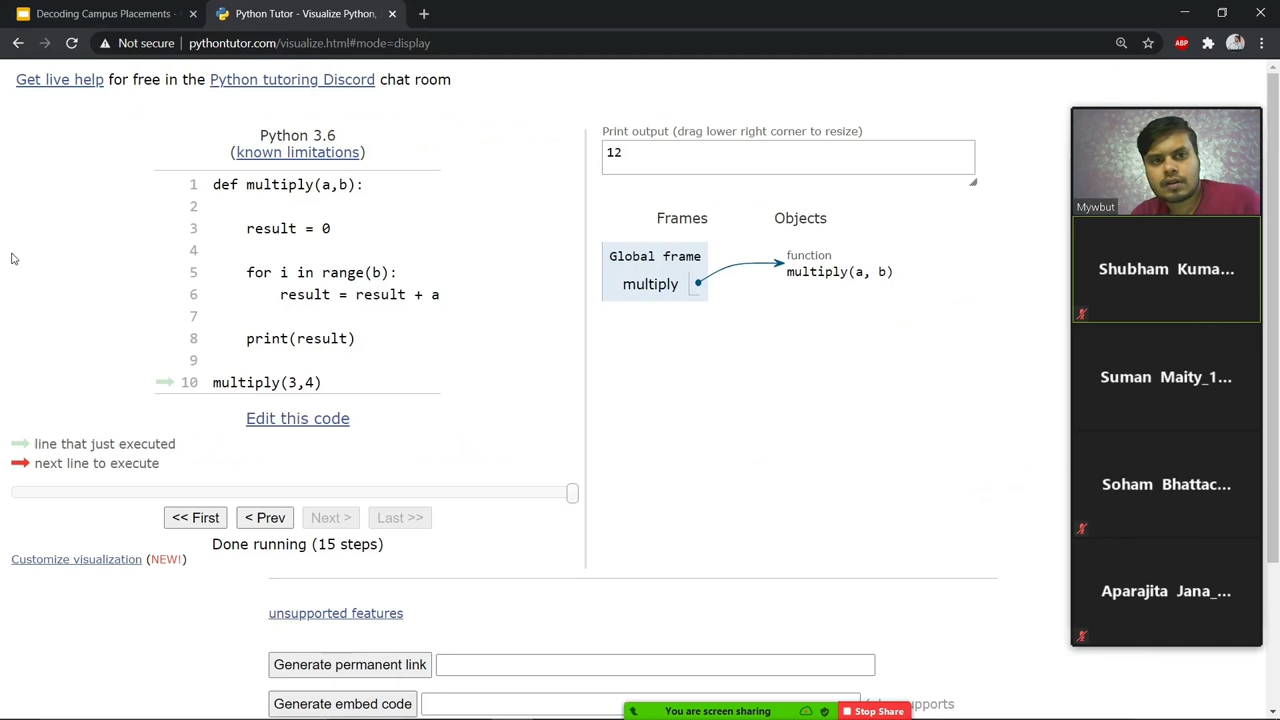 Decoding Campus Placements -
Python Tutor - Visualize Python,
Not secure | pythontutor.com/visualize.html#mode=display
ABP
Get live help for free in the Python tutoring Discord chat room
Python 3.6
(known limitations)
1 def multiply(a,b):
2
3 result = 0
4
5 for i in range(b):
6 result = result + a
7
8 print(result)
9
10 multiply(3,4)
Edit this code
line that just executed
next line to execute
<< First
< Prev
Next >
Last >>
Done running (15 steps)
Customize visualization (NEW!)
Print output (drag lower right corner to resize)
12
Frames
Objects
Global frame
multiply
function
multiply(a, b)
unsupported features
Generate permanent link
Generate embed code
supports
You are screen sharing
Stop Share
Mywbut
Shubham Kuma...
Suman Maity_1...
Soham Bhattac...
Aparajita Jana_...